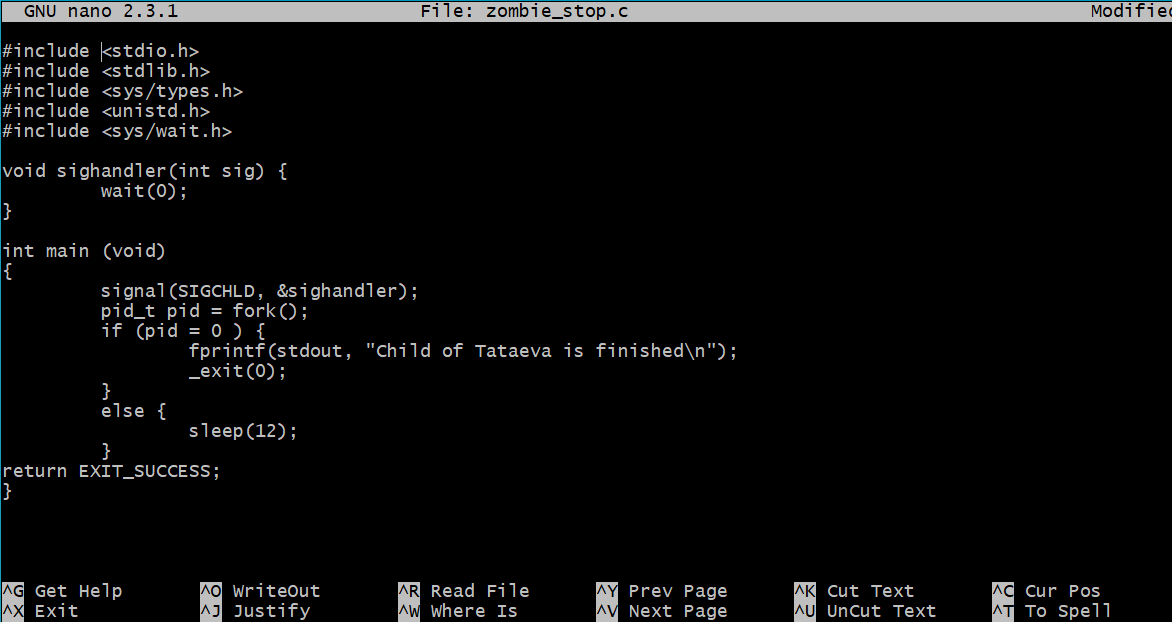 GNU nano 2.3.1 File: zombie_stop.c Modified
#include <stdio.h>
#include <stdlib.h>
#include <sys/types.h>
#include <unistd.h>
#include <sys/wait.h>
void sighandler(int sig) {
wait(0);
}
int main (void)
{
signal(SIGCHLD, &sighandler);
pid_t pid = fork();
if (pid = 0 ) {
fprintf(stdout, "Child of Tataeva is finished\n");
_exit(0);
}
else {
sleep(12);
}
return EXIT_SUCCESS;
}
^G Get Help ^O WriteOut ^R Read File ^Y Prev Page ^K Cut Text ^C Cur Pos
^X Exit ^J Justify ^W Where Is ^V Next Page ^U UnCut Text ^T To Spell